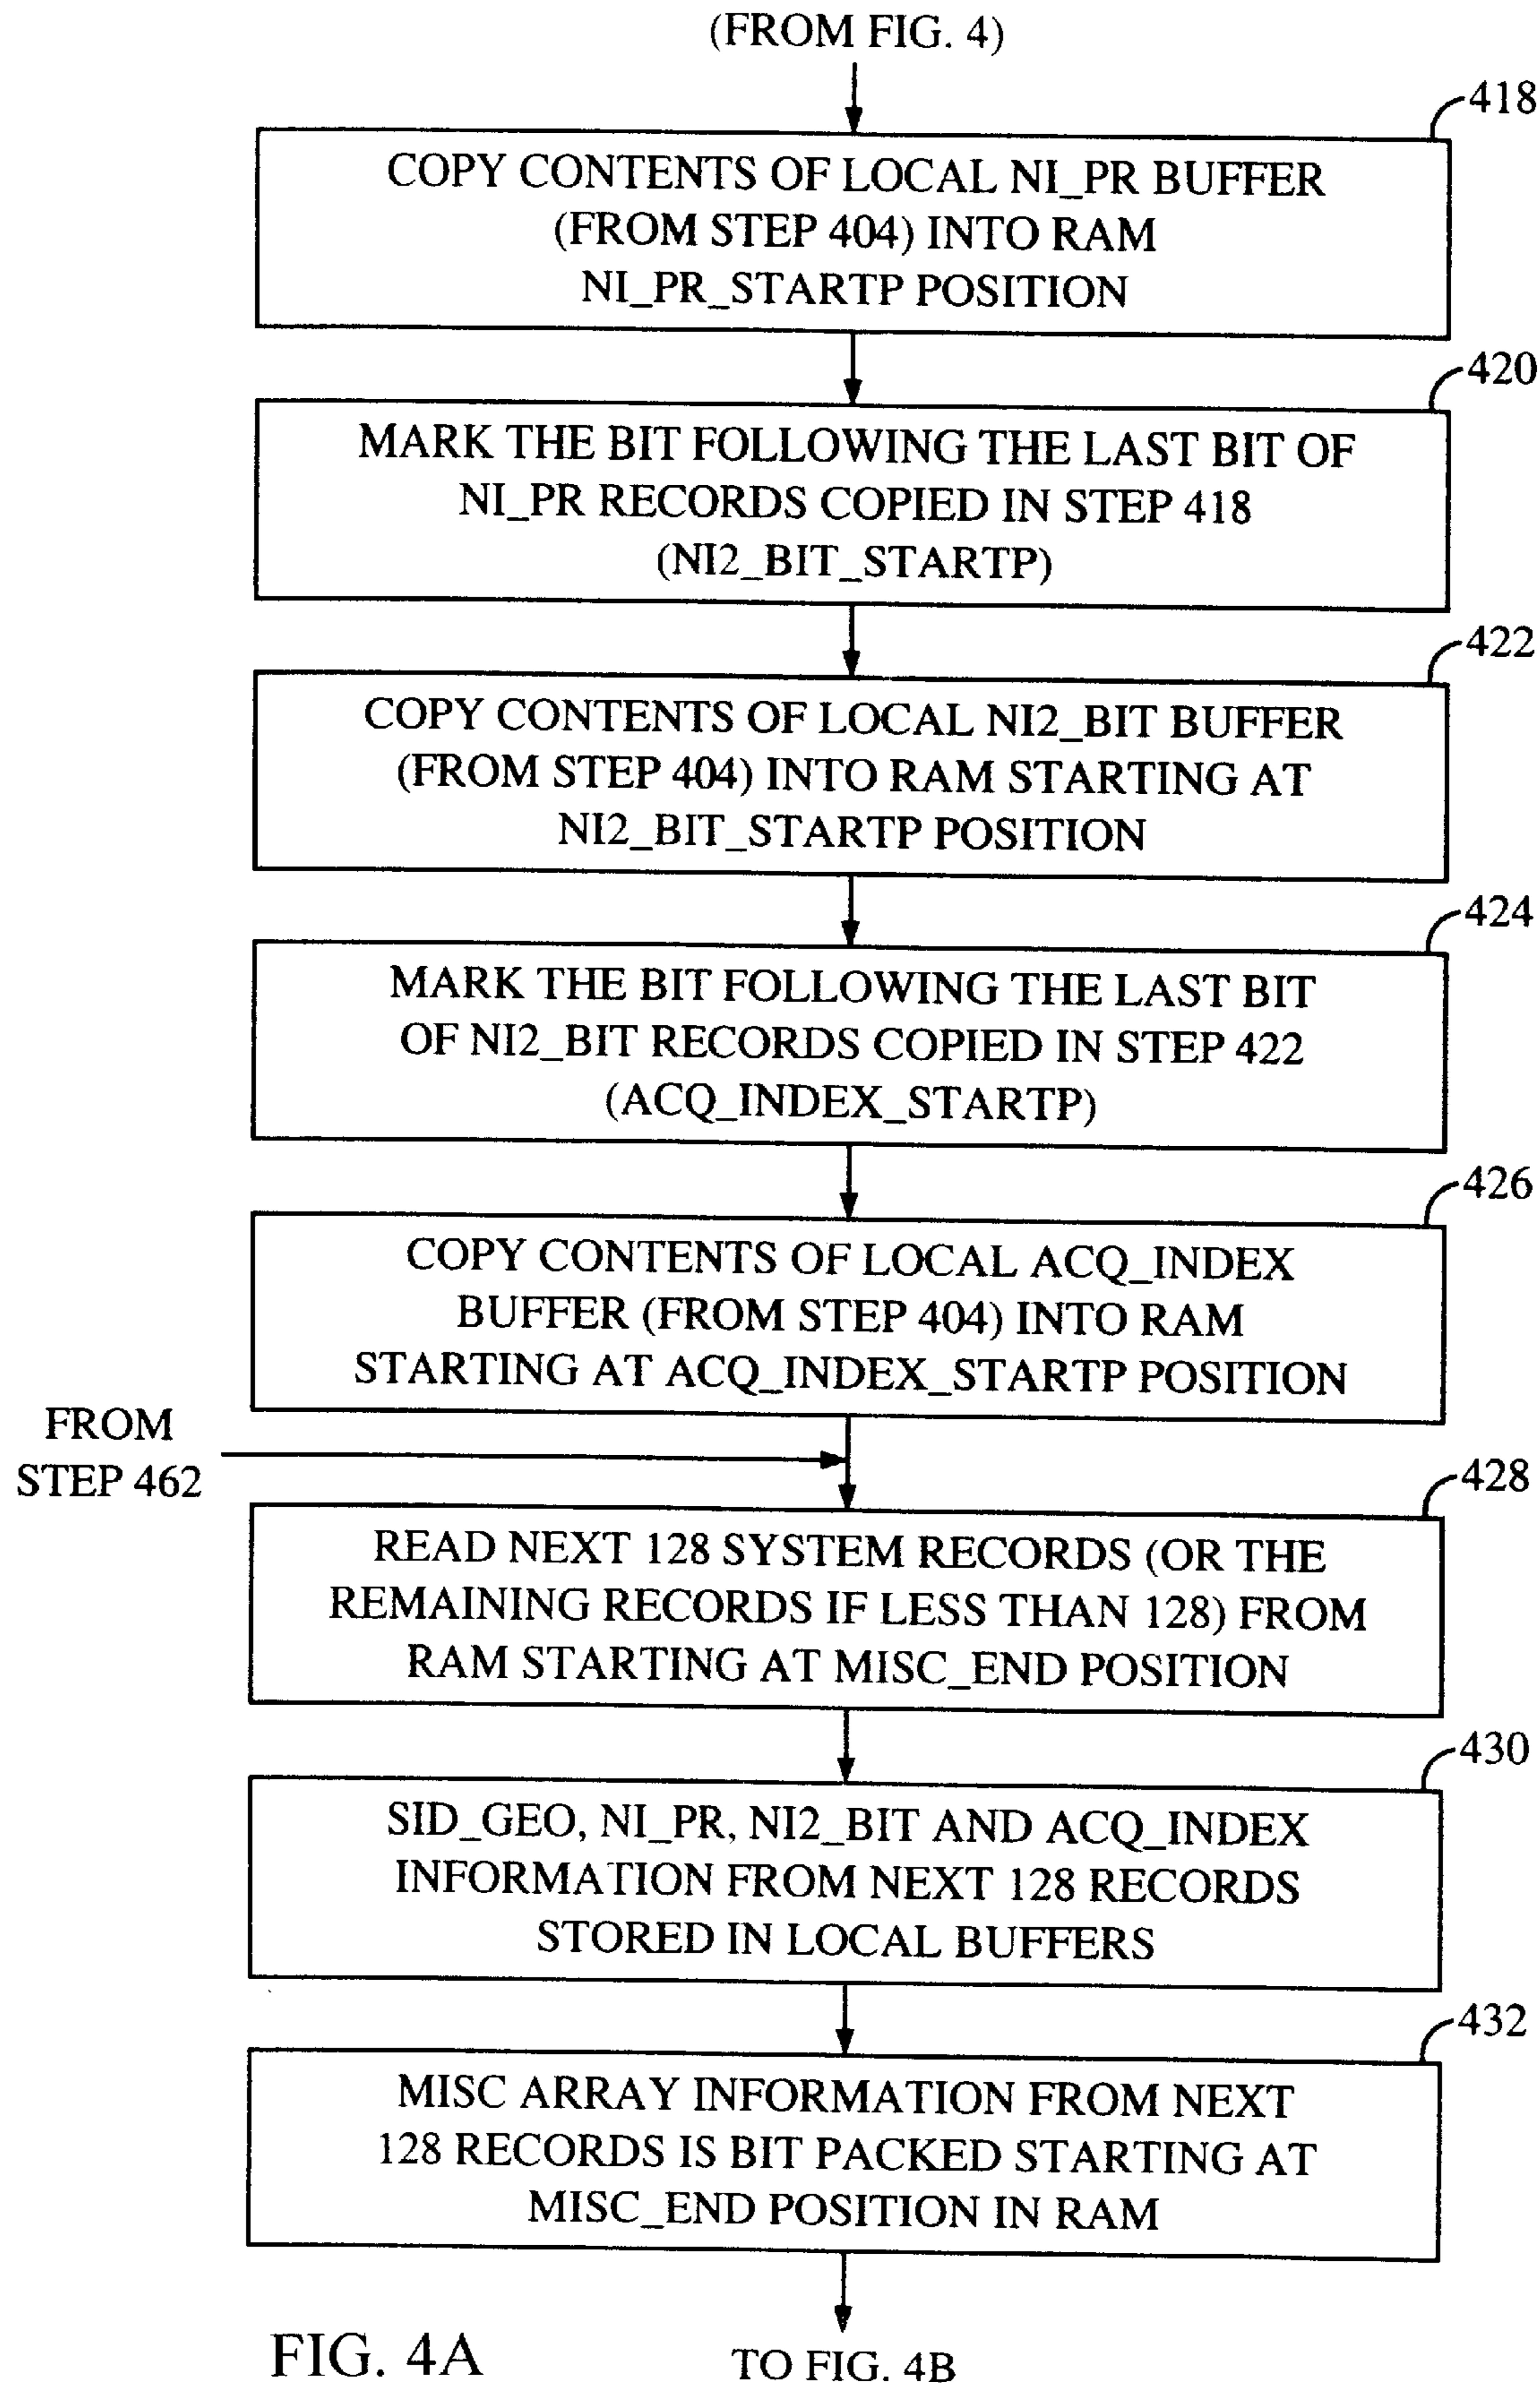 (FROM FIG. 4)
418
COPY CONTENTS OF LOCAL NI_PR BUFFER
(FROM STEP 404) INTO RAM
NI_PR_STARTP POSITION
420
MARK THE BIT FOLLOWING THE LAST BIT OF
NI_PR RECORDS COPIED IN STEP 418
(NI2_BIT_STARTP)
422
COPY CONTENTS OF LOCAL NI2_BIT BUFFER
(FROM STEP 404) INTO RAM STARTING AT
NI2_BIT_STARTP POSITION
424
MARK THE BIT FOLLOWING THE LAST BIT
OF NI2_BIT RECORDS COPIED IN STEP 422
(ACQ_INDEX_STARTP)
426
COPY CONTENTS OF LOCAL ACQ_INDEX
BUFFER (FROM STEP 404) INTO RAM
STARTING AT ACQ_INDEX_STARTP POSITION
FROM
STEP 462
428
READ NEXT 128 SYSTEM RECORDS (OR THE
REMAINING RECORDS IF LESS THAN 128) FROM
RAM STARTING AT MISC_END POSITION
430
SID_GEO, NI_PR, NI2_BIT AND ACQ_INDEX
INFORMATION FROM NEXT 128 RECORDS
STORED IN LOCAL BUFFERS
432
MISC ARRAY INFORMATION FROM NEXT
128 RECORDS IS BIT PACKED STARTING AT
MISC_END POSITION IN RAM
FIG. 4A
TO FIG. 4B